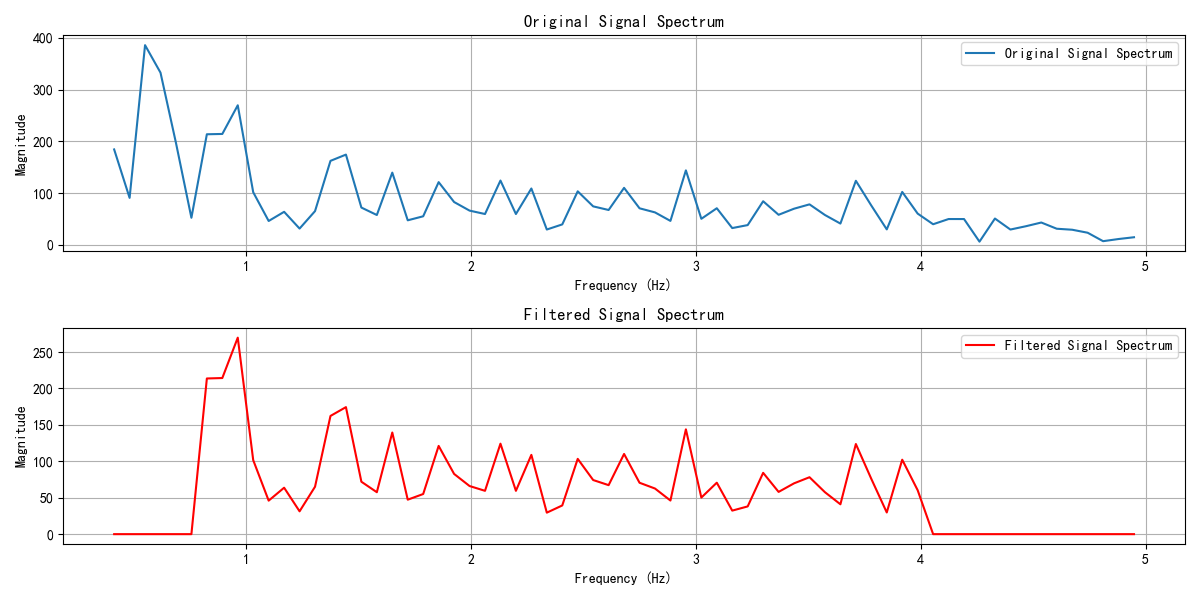 Original Signal Spectrum
Original Signal Spectrum
Magnitude
400
300
200
100
0
1
2
3
4
5
Frequency (Hz)
Filtered Signal Spectrum
Filtered Signal Spectrum
Magnitude
250
200
150
100
50
0
1
2
3
4
5
Frequency (Hz)